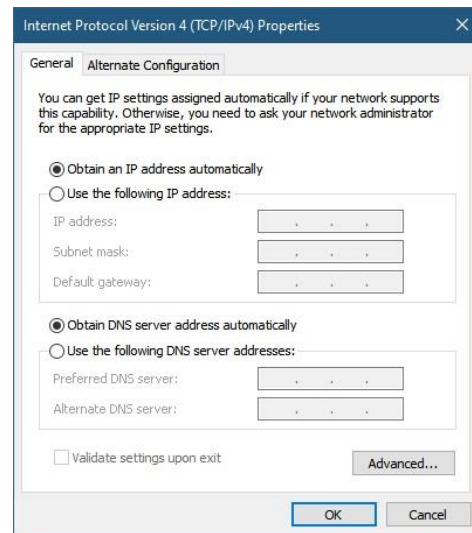 Internet Protocol Version 4 (TCP/IPv4) Properties
General
Alternate Configuration
You can get IP settings assigned automatically if your network supports
this capability. Otherwise, you need to ask your network administrator
for the appropriate IP settings.
Obtain an IP address automatically
Use the following IP address:
IP address:
Subnet mask:
Default gateway:
Obtain DNS server address automatically
Use the following DNS server addresses:
Preferred DNS server:
Alternate DNS server:
Validate settings upon exit
Advanced...
OK
Cancel